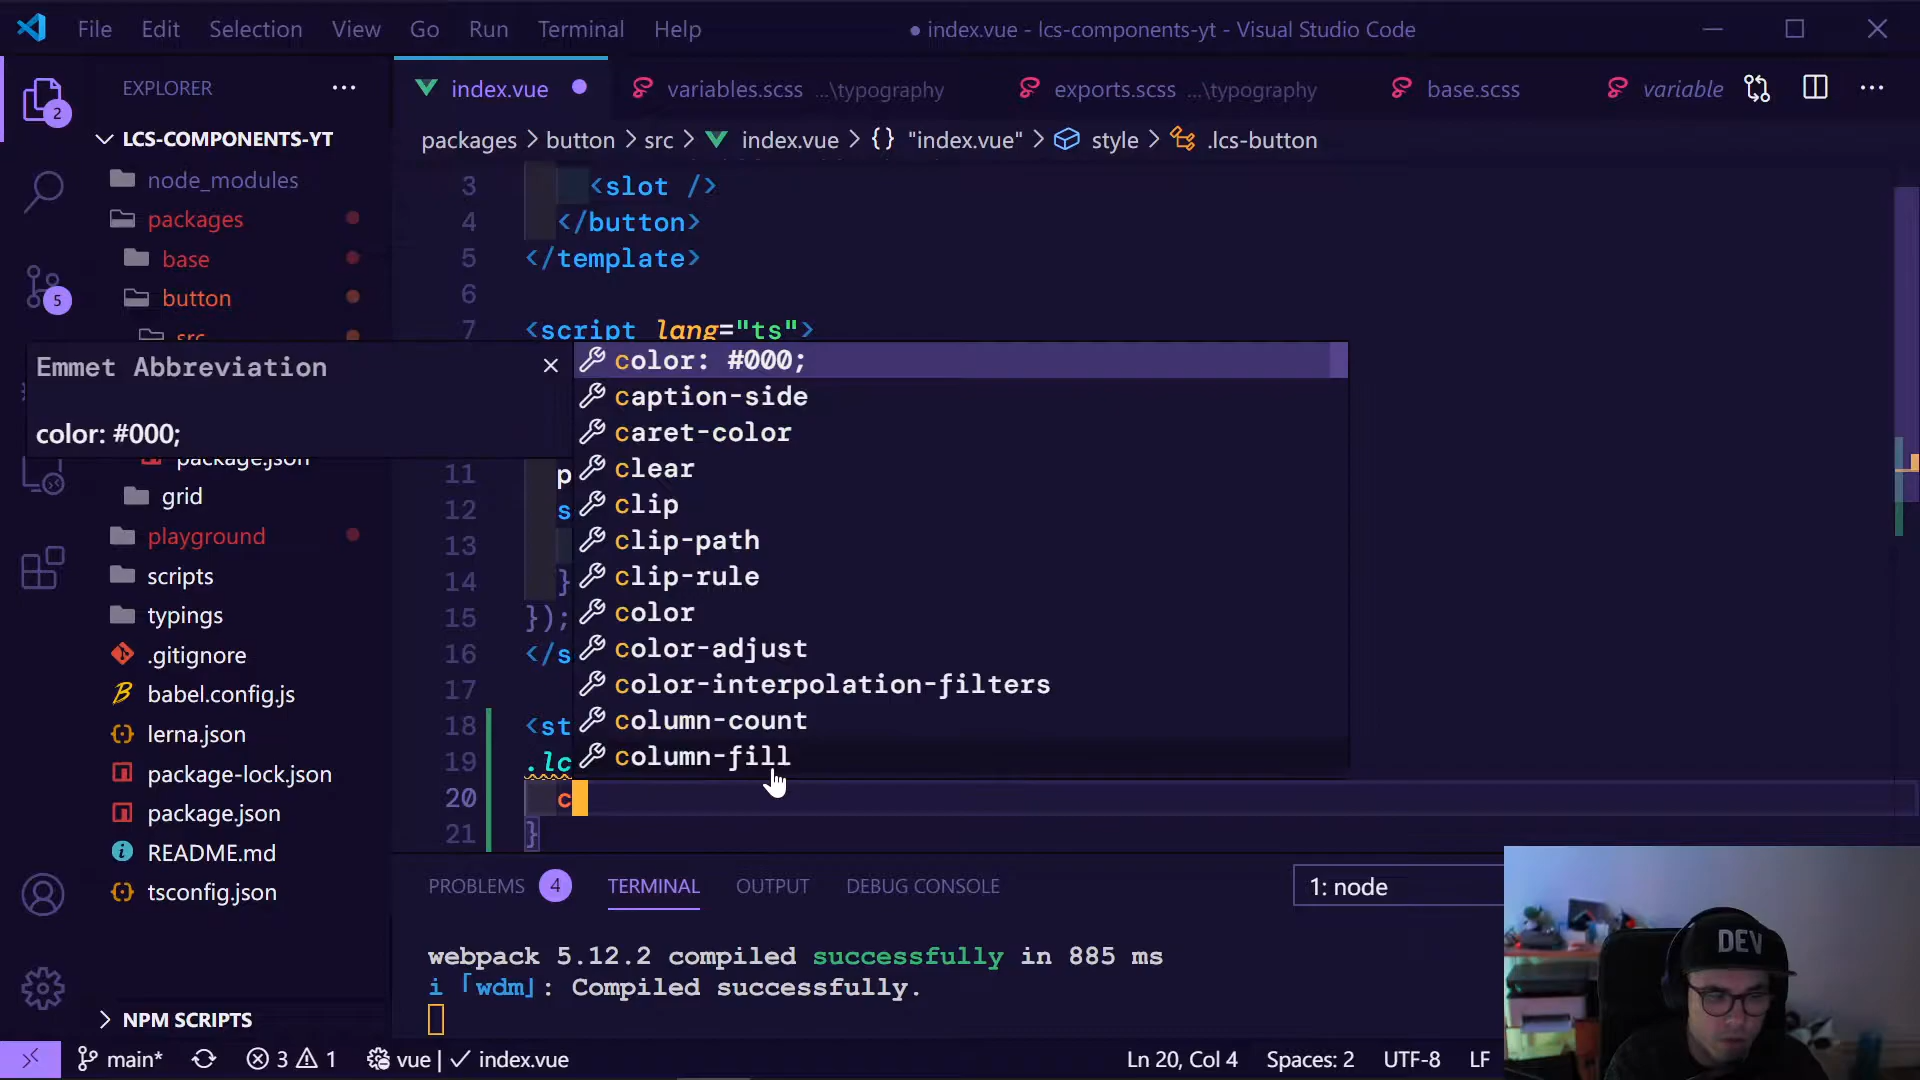 File Edit Selection View Go Run Terminal Help
● index.vue - lcs-components-yt - Visual Studio Code
EXPLORER
index.vue
variables.scss ...\typography
exports.scss ...\typography
base.scss
variable
2
LCS-COMPONENTS-YT
packages > button > src > index.vue > {} "index.vue" > style > .lcs-button
node_modules
packages
base
button
src
5
grid
playground
scripts
typings
.gitignore
babel.config.js
lerna.json
package-lock.json
package.json
README.md
tsconfig.json
NPM SCRIPTS
Emmet Abbreviation
color: #000;
package.json
3 <slot />
4 </button>
5 </template>
6
7 <script lang="ts">
color: #000;
caption-side
caret-color
clear
clip
clip-path
clip-rule
color
color-adjust
color-interpolation-filters
column-count
column-fill
11 p
12 s
13
14 }
15 });
16 </s
17
18 <st
19 .lc
20 c
21 }
PROBLEMS 4 TERMINAL OUTPUT DEBUG CONSOLE
1: node
webpack 5.12.2 compiled successfully in 885 ms
i ｢wdm｣: Compiled successfully.
DEV
main* 3 1 vue | ✓ index.vue
Ln 20, Col 4 Spaces: 2 UTF-8 LF